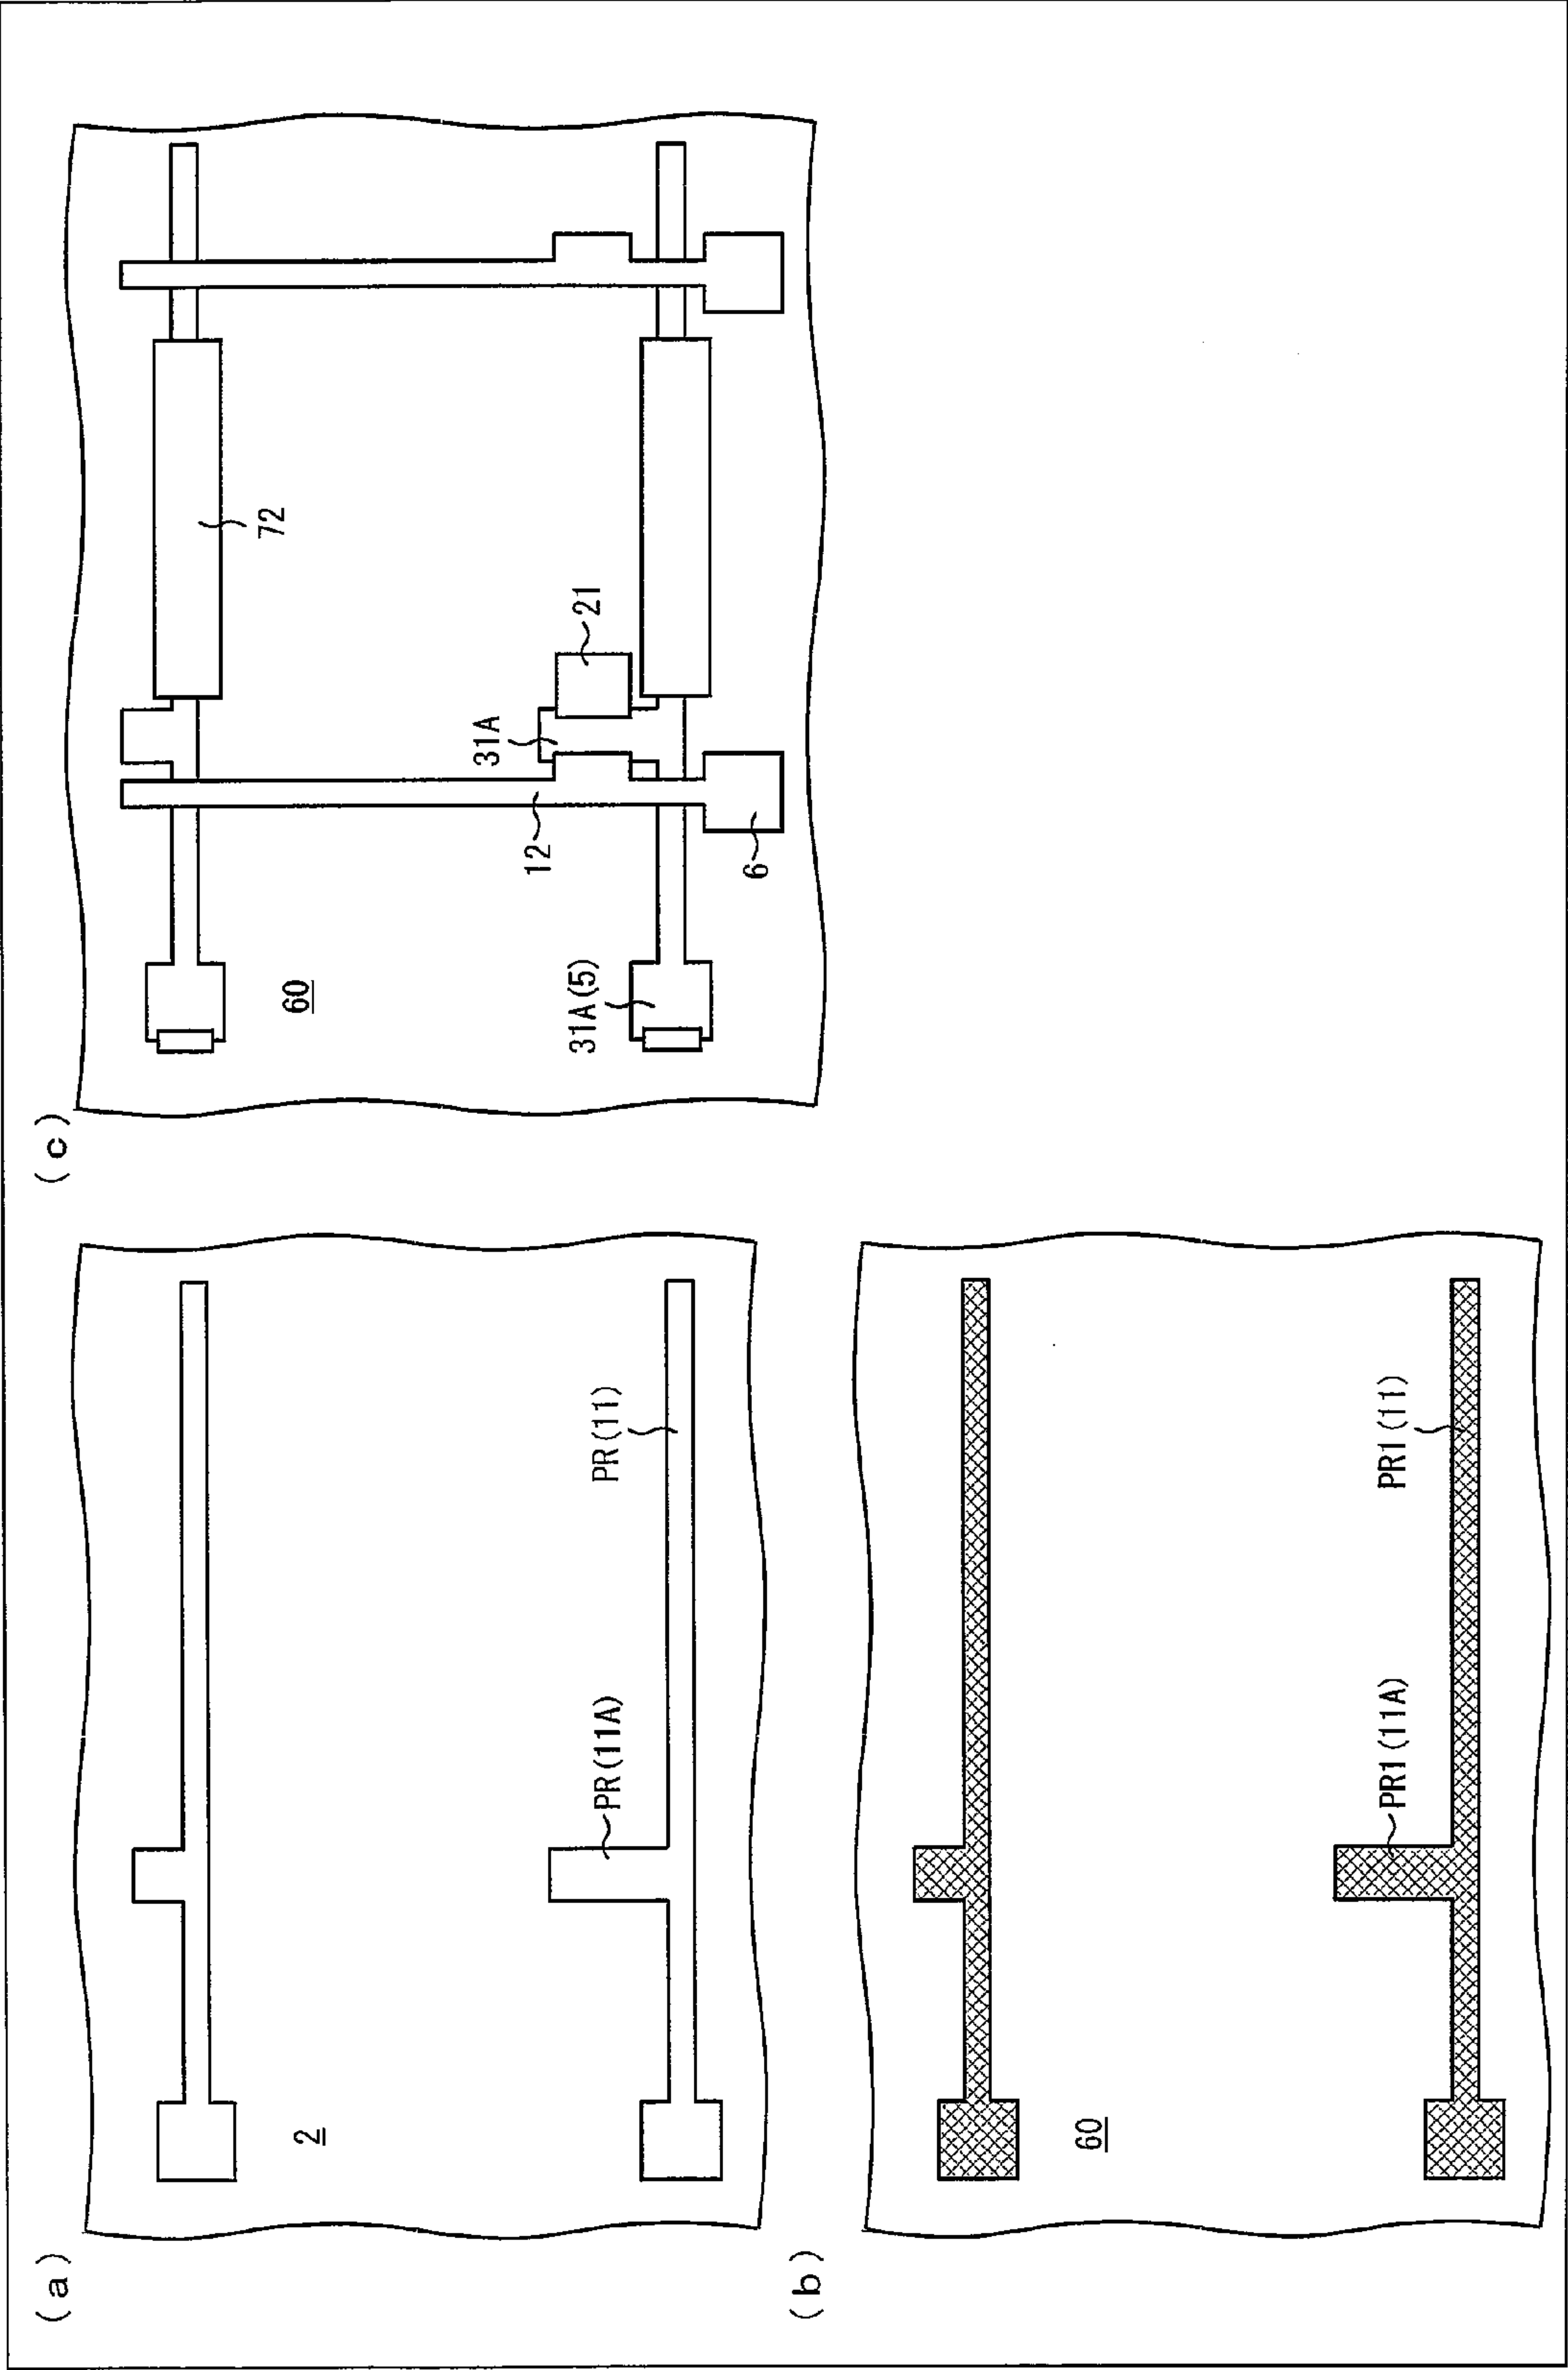 (a)
2
PR(11A)
PR(11)
(b)
60
PR1(11A)
PR1(11)
(c)
60
72
31A
21
12
31A(5)
6